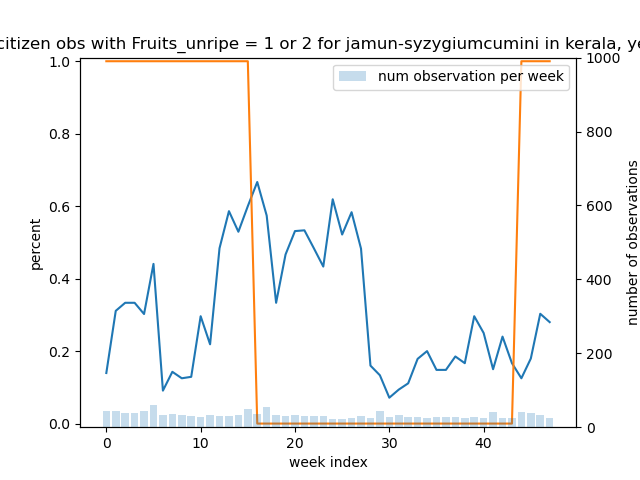 citizen obs with Fruits_unripe = 1 or 2 for jamun-syzygiumcumini in kerala,
num observation per week
percent
1.0
0.8
0.6
0.4
0.2
0.0
1000
800
600
400
200
0
number of observations
0 10 20 30 40
week index